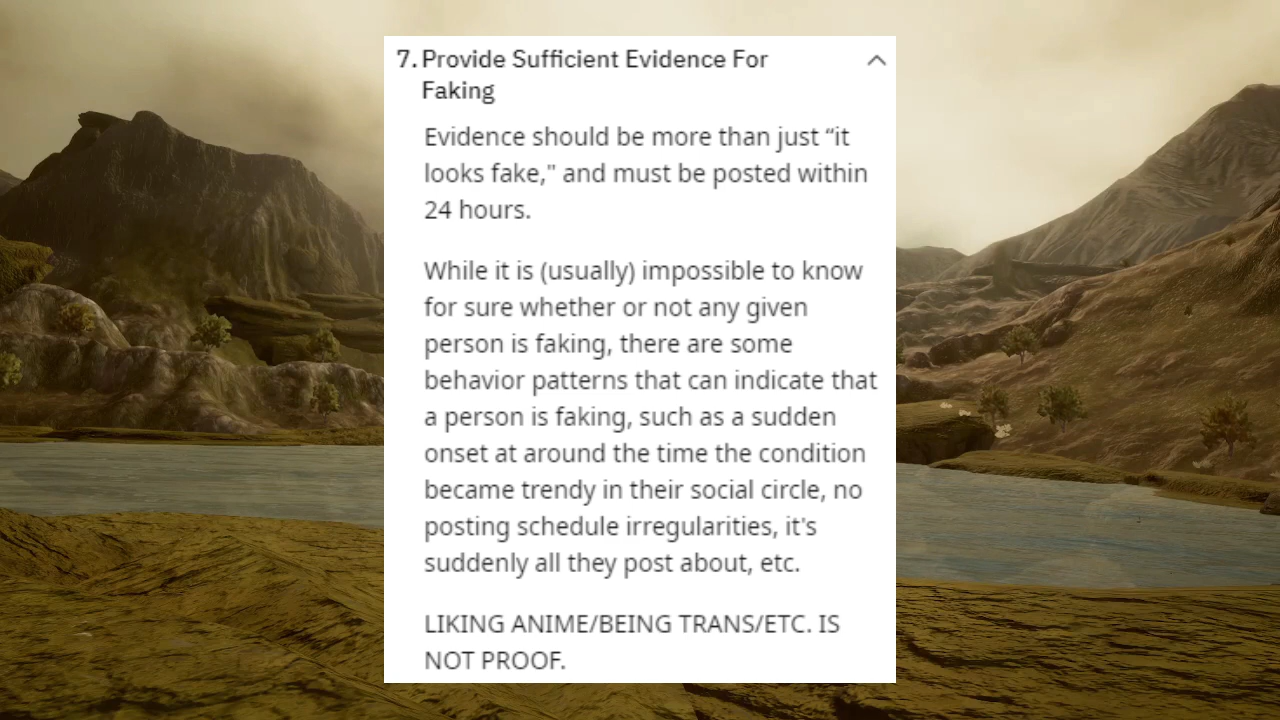 7. Provide Sufficient Evidence For
Faking
Evidence should be more than just “it
looks fake," and must be posted within
24 hours.
While it is (usually) impossible to know
for sure whether or not any given
person is faking, there are some
behavior patterns that can indicate that
a person is faking, such as a sudden
onset at around the time the condition
became trendy in their social circle, no
posting schedule irregularities, it's
suddenly all they post about, etc.
LIKING ANIME/BEING TRANS/ETC. IS
NOT PROOF.